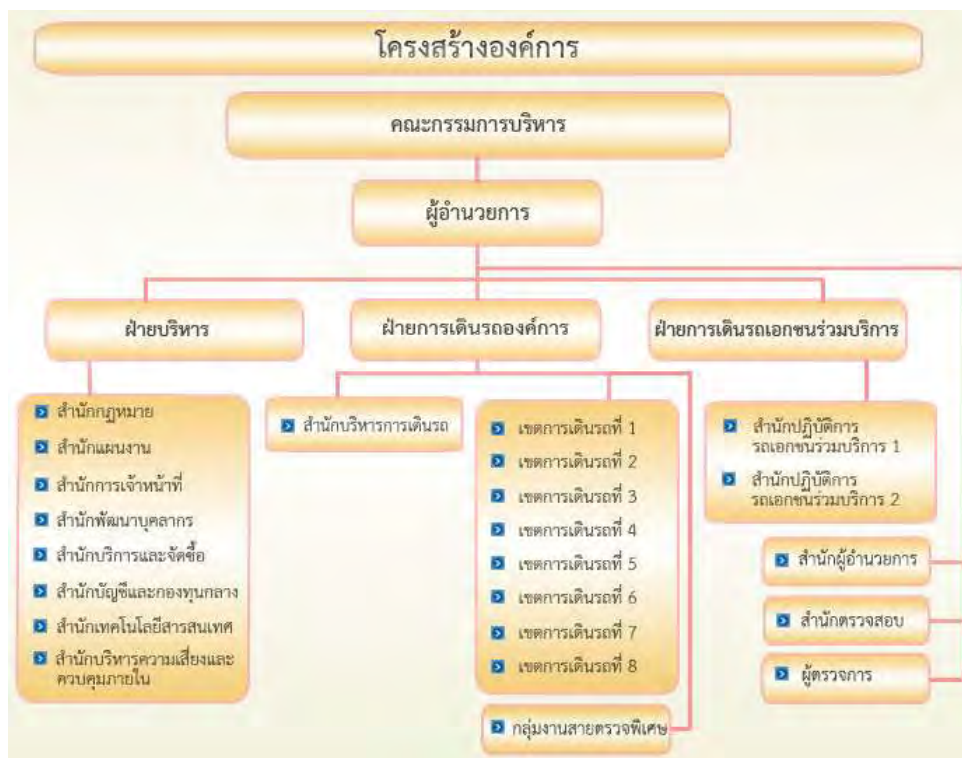 โครงสร้างองค์การ
คณะกรรมการบริหาร
ผู้อำนวยการ
ฝ่ายบริหาร
ฝ่ายการเดินรถองค์การ
ฝ่ายการเดินรถเอกชนร่วมบริการ
สำนักกฎหมาย
สำนักแผนงาน
สำนักการเจ้าหน้าที่
สำนักพัฒนาบุคลากร
สำนักบริการและจัดซื้อ
สำนักบัญชีและกองทุนกลาง
สำนักเทคโนโลยีสารสนเทศ
สำนักบริหารความเสี่ยงและ
ควบคุมภายใน
สำนักบริหารการเดินรถ
เขตการเดินรถที่ 1
เขตการเดินรถที่ 2
เขตการเดินรถที่ 3
เขตการเดินรถที่ 4
เขตการเดินรถที่ 5
เขตการเดินรถที่ 6
เขตการเดินรถที่ 7
เขตการเดินรถที่ 8
กลุ่มงานสายตรวจพิเศษ
สำนักปฏิบัติการ
รถเอกชนร่วมบริการ 1
สำนักปฏิบัติการ
รถเอกชนร่วมบริการ 2
สำนักผู้อำนวยการ
สำนักตรวจสอบ
ผู้ตรวจการ